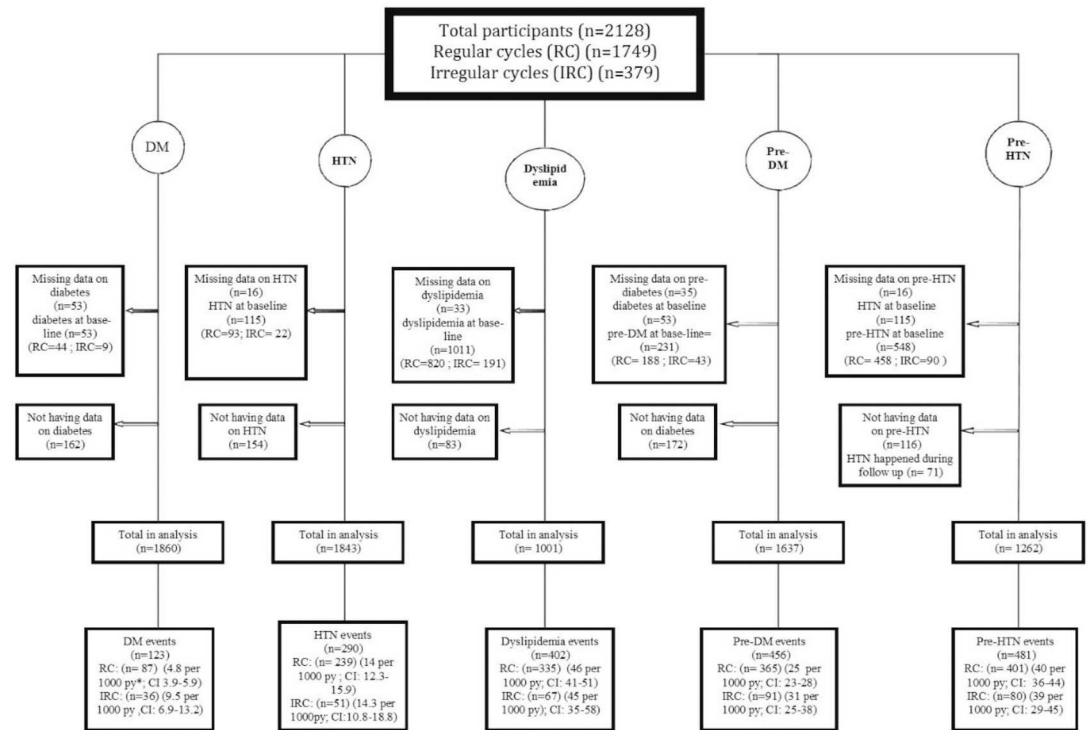 Total participants (n=2128)
Regular cycles (RC) (n=1749)
Irregular cycles (IRC) (n=379)
DM
HTN
Dyslipid
emia
Pre-
DM
Pre-
HTN
Missing data on
diabetes
(n=53)
diabetes at base-
line (n=53)
(RC=44 ; IRC=9)
Missing data on HTN
(n=16)
HTN at baseline
(n=115)
(RC=93; IRC= 22)
Missing data on
dyslipidemia
(n=33)
dyslipidemia at base-
line
(n=1011)
(RC=820 ; IRC= 191)
Missing data on pre-
diabetes (n=35)
diabetes at baseline
(n=53)
pre-DM at base-line=
(n=231)
(RC= 188 ; IRC=43)
Missing data on pre-HTN
(n=16)
HTN at baseline
(n=115)
pre-HTN at baseline
(n=548)
(RC= 458 ; IRC=90 )
Not having data
on diabetes
(n=162)
Not having data
on HTN
(n=154)
Not having data on
dyslipidemia
(n=83)
Not having data
on diabetes
(n=172)
Not having data
on pre-HTN
(n=116)
HTN happened during
follow up (n= 71)
Total in analysis
(n=1860)
Total in analysis
(n=1843)
Total in analysis
(n= 1001)
Total in analysis
(n= 1637)
Total in analysis
(n= 1262)
DM events
(n=123)
RC: (n= 87) (4.8 per
1000 py*; CI 3.9-5.9)
IRC: (n=36) (9.5 per
1000 py ,CI: 6.9-13.2)
HTN events
(n=290)
RC: (n= 239) (14 per
1000 py ; CI: 12.3-
15.9)
IRC: (n=51) (14.3 per
1000py; CI:10.8-18.8)
Dyslipidemia events
(n=402)
RC: (n=335) (46 per
1000 py; CI: 41-51)
IRC: (n=67) (45 per
1000 py); CI: 35-58)
Pre-DM events
(n=456)
RC: (n= 365) (25 per
1000 py; CI: 23-28)
IRC: (n=91) (31 per
1000 py; CI: 25-38)
Pre-HTN events
(n=481)
RC: (n= 401) (40 per
1000 py; CI: 36-44)
IRC: (n=80) (39 per
1000 py; CI: 29-45)